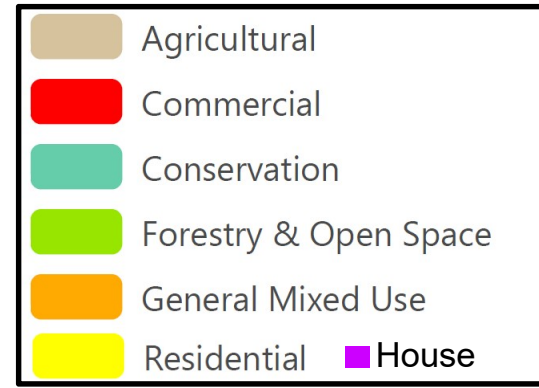 Agricultural
Commercial
Conservation
Forestry & Open Space
General Mixed Use
Residential House